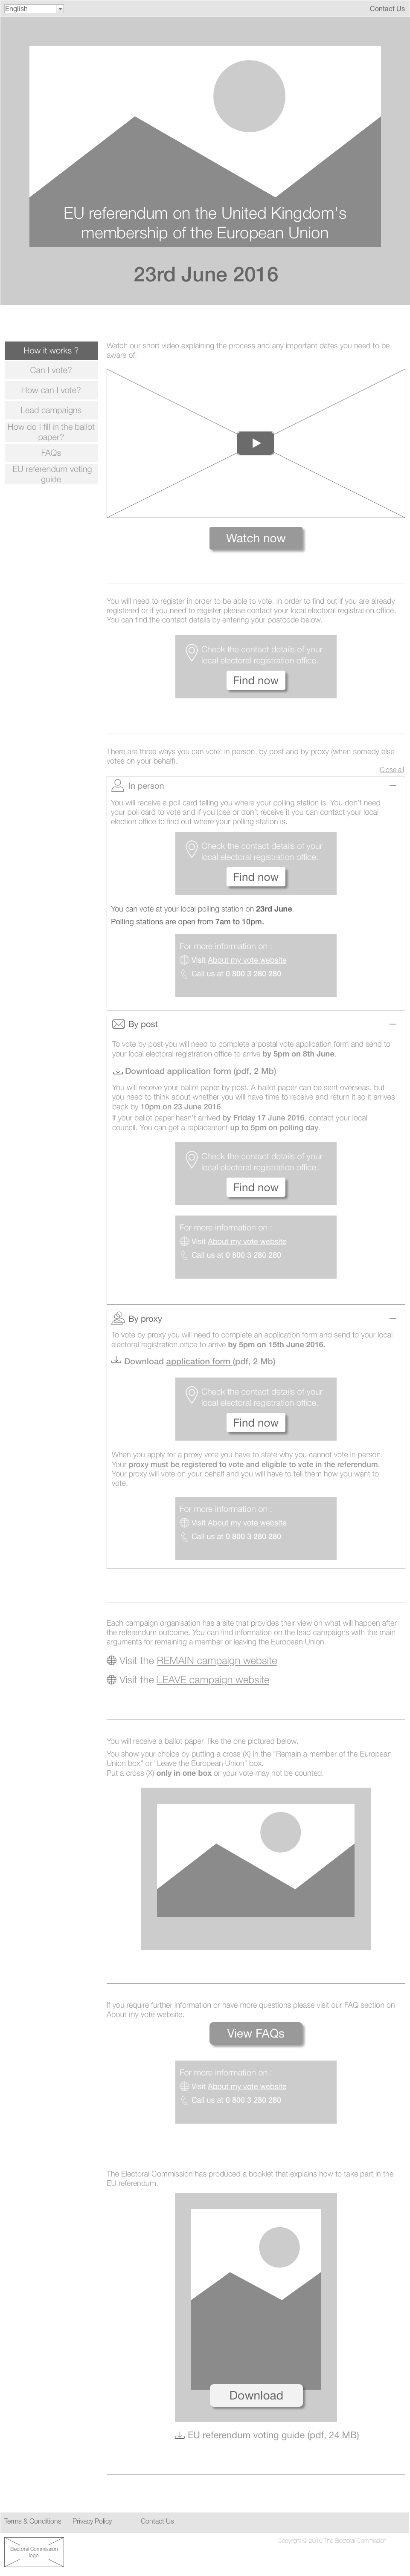 English
Contact Us
EU referendum on the United Kingdom's
membership of the European Union
23rd June 2016
How it works ?
Can I vote?
How can I vote?
Lead campaigns
How do I fill in the ballot
paper?
FAQs
EU referendum voting
guide
Watch our short video explaining the process and any important dates you need to be
aware of.
Watch now
You will need to register in order to be able to vote. In order to find out if you are already
registered or if you need to register please contact your local electoral registration office.
You can find the contact details by entering your postcode below.
Check the contact details of your
local electoral registration office.
Find now
There are three ways you can vote: in person, by post and by proxy (when somedy else
votes on your behalf).
Close all
In person
You will receive a poll card telling you where your polling station is. You don't need
your poll card to vote and if you lose or don't receive it you can contact your local
election office to find out where your polling station is.
Check the contact details of your
local electoral registration office.
Find now
You can vote at your local polling station on 23rd June.
Polling stations are open from 7am to 10pm.
For more information on :
Visit About my vote website
Call us at 0 800 3 280 280
By post
To vote by post you will need to complete a postal vote application form and send to
your local electoral registration office to arrive by 5pm on 8th June.
Download application form (pdf, 2 Mb)
You will receive your ballot paper by post. A ballot paper can be sent overseas, but
you need to think about whether you will have time to receive and return it so it arrives
back by 10pm on 23 June 2016.
If your ballot paper hasn't arrived by Friday 17 June 2016, contact your local
council. You can get a replacement up to 5pm on polling day.
Check the contact details of your
local electoral registration office.
Find now
For more information on :
Visit About my vote website
Call us at 0 800 3 280 280
By proxy
To vote by proxy you will need to complete an application form and send to your local
electoral registration office to arrive by 5pm on 15th June 2016.
Download application form (pdf, 2 Mb)
Check the contact details of your
local electoral registration office.
Find now
When you apply for a proxy vote you have to state why you cannot vote in person.
Your proxy must be registered to vote and eligible to vote in the referendum.
Your proxy will vote on your behalf and you will have to tell them how you want to
vote.
For more information on :
Visit About my vote website
Call us at 0 800 3 280 280
Each campaign organisation has a site that provides their view on what will happen after
the referendum outcome. You can find information on the lead campaigns with the main
arguments for remaining a member or leaving the European Union.
Visit the REMAIN campaign website
Visit the LEAVE campaign website
You will receive a ballot paper like the one pictured below.
You show your choice by putting a cross (X) in the "Remain a member of the European
Union box" or "Leave the European Union" box.
Put a cross (X) only in one box or your vote may not be counted.
If you require further information or have more questions please visit our FAQ section on
About my vote website.
View FAQs
For more information on :
Visit About my vote website
Call us at 0 800 3 280 280
The Electoral Commission has produced a booklet that explains how to take part in the
EU referendum.
Download
EU referendum voting guide (pdf, 24 MB)
Terms & Conditions
Privacy Policy
Contact Us
Electoral Commission
logo
Copyright © 2016 The Electoral Commission